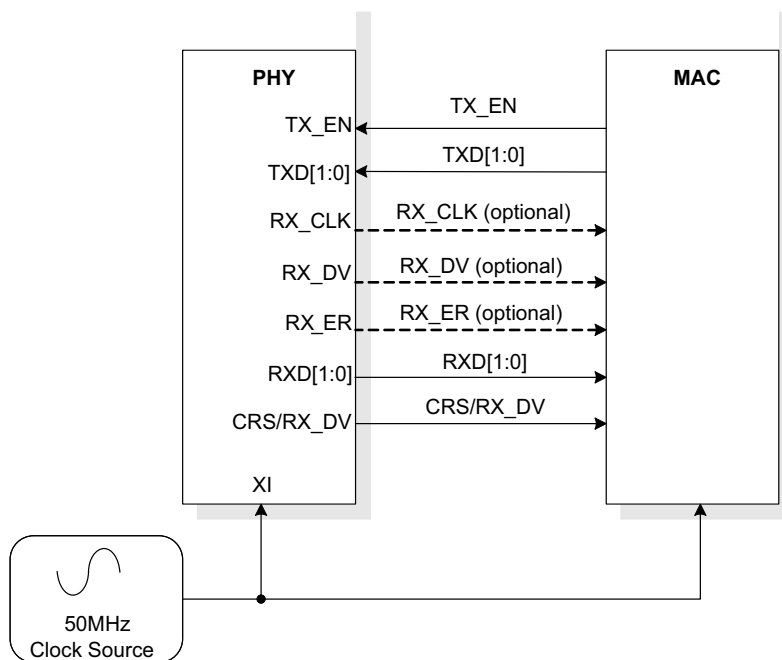 PHY
MAC
TX_EN
TX_EN
TXD[1:0]
TXD[1:0]
RX_CLK
RX_CLK (optional)
RX_DV
RX_DV (optional)
RX_ER
RX_ER (optional)
RXD[1:0]
RXD[1:0]
CRS/RX_DV
CRS/RX_DV
XI
50MHz
Clock Source